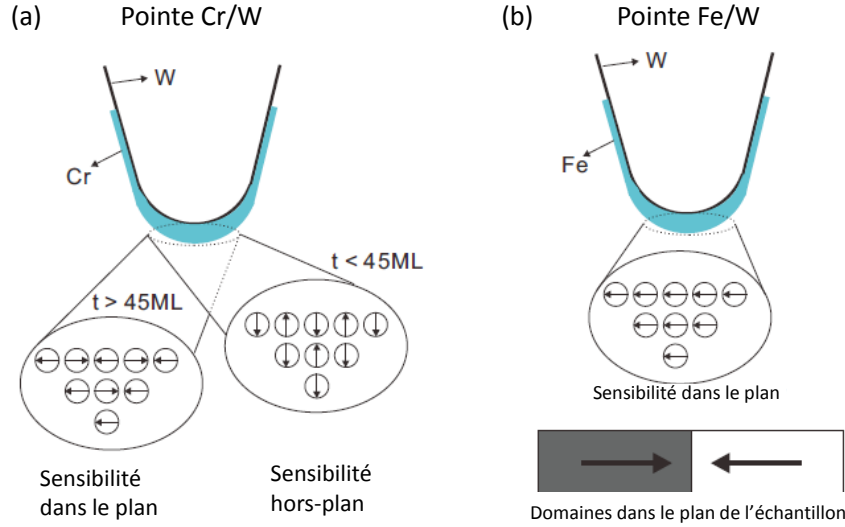 (a) Pointe Cr/W
W
Cr
t > 45ML
t < 45ML
Sensibilité
dans le plan
Sensibilité
hors-plan
(b) Pointe Fe/W
W
Fe
Sensibilité dans le plan
Domaines dans le plan de l'échantillon